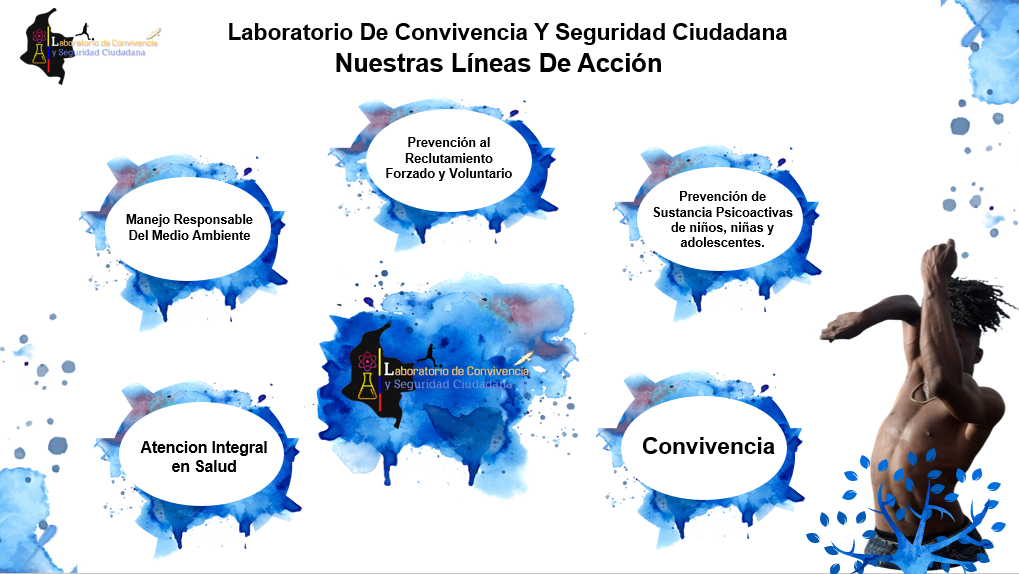 Laboratorio de Convivencia
y Seguridad Ciudadana
Laboratorio De Convivencia Y Seguridad Ciudadana
Nuestras Líneas De Acción
Prevención al
Reclutamiento
Forzado y Voluntario
Manejo Responsable
Del Medio Ambiente
Prevención de
Sustancia Psicoactivas
de niños, niñas y
adolescentes.
Laboratorio de Convivencia
y Seguridad Ciudadana
Atencion Integral
en Salud
Convivencia